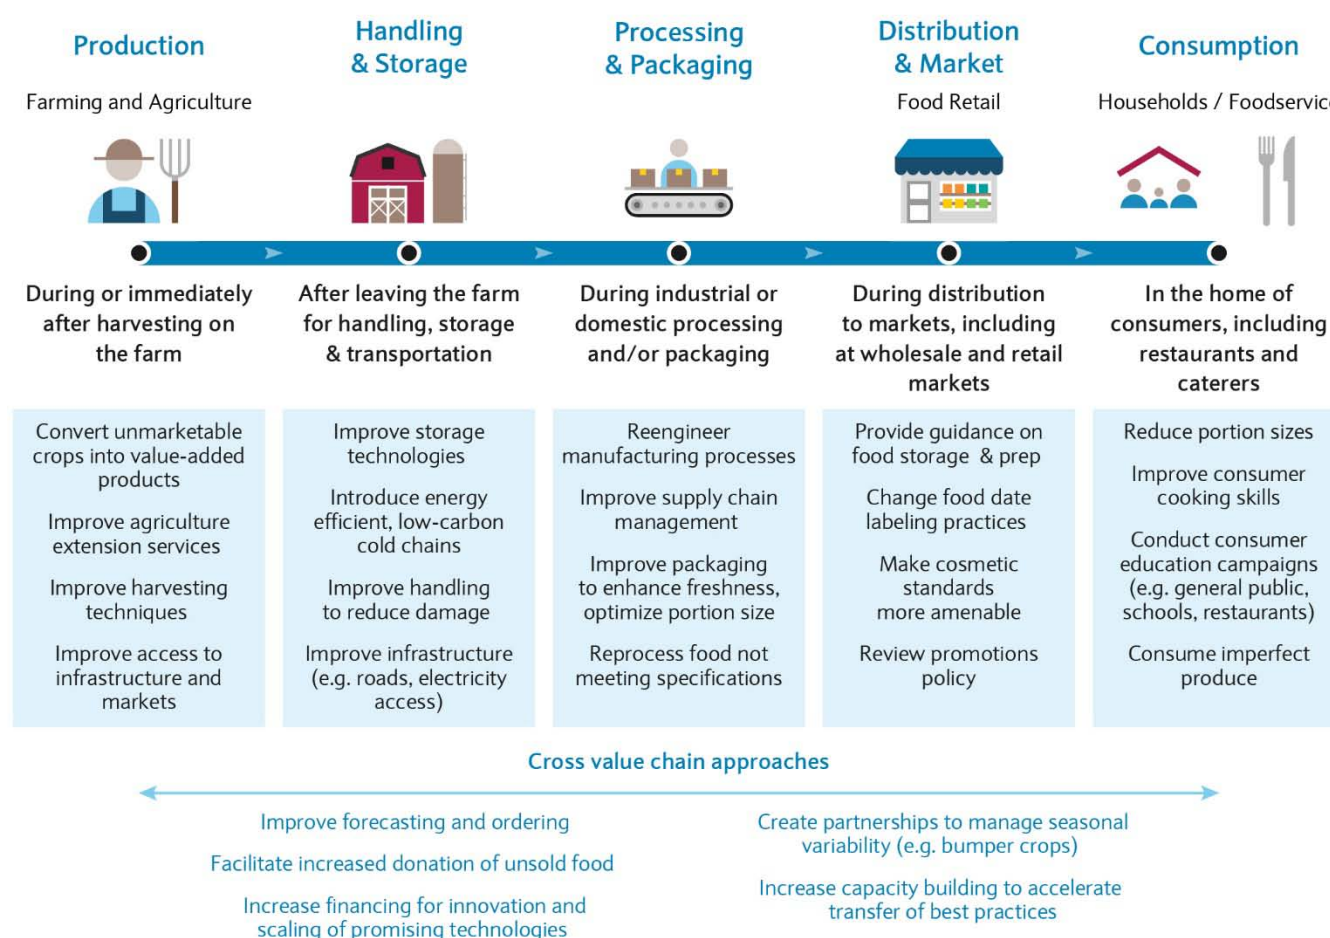 Production
Handling
& Storage
Processing
& Packaging
Distribution
& Market
Consumption
Farming and Agriculture
Food Retail
Households / Foodservice
During or immediately
after harvesting on
the farm
After leaving the farm
for handling, storage
& transportation
During industrial or
domestic processing
and/or packaging
During distribution
to markets, including
at wholesale and retail
markets
In the home of
consumers, including
restaurants and
caterers
Convert unmarketable
crops into value-added
products
Improve agriculture
extension services
Improve harvesting
techniques
Improve access to
infrastructure and
markets
Improve storage
technologies
Introduce energy
efficient, low-carbon
cold chains
Improve handling
to reduce damage
Improve infrastructure
(e.g. roads, electricity
access)
Reengineer
manufacturing processes
Improve supply chain
management
Improve packaging
to enhance freshness,
optimize portion size
Reprocess food not
meeting specifications
Provide guidance on
food storage & prep
Change food date
labeling practices
Make cosmetic
standards
more amenable
Review promotions
policy
Reduce portion sizes
Improve consumer
cooking skills
Conduct consumer
education campaigns
(e.g. general public,
schools, restaurants)
Consume imperfect
produce
Cross value chain approaches
Improve forecasting and ordering
Facilitate increased donation of unsold food
Increase financing for innovation and
scaling of promising technologies
Create partnerships to manage seasonal
variability (e.g. bumper crops)
Increase capacity building to accelerate
transfer of best practices